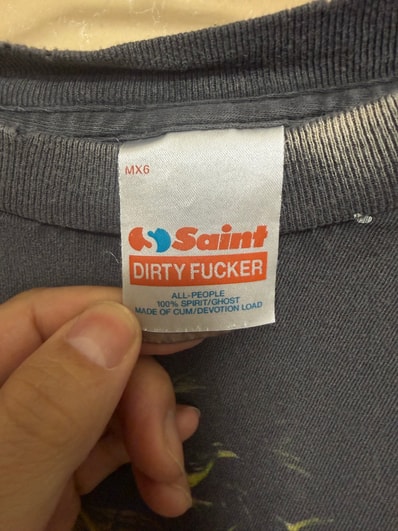 MX6
Saint
DIRTY FUCKER
ALL-PEOPLE
100% SPIRIT/GHOST
MADE OF CUM/DEVOTION LOAD